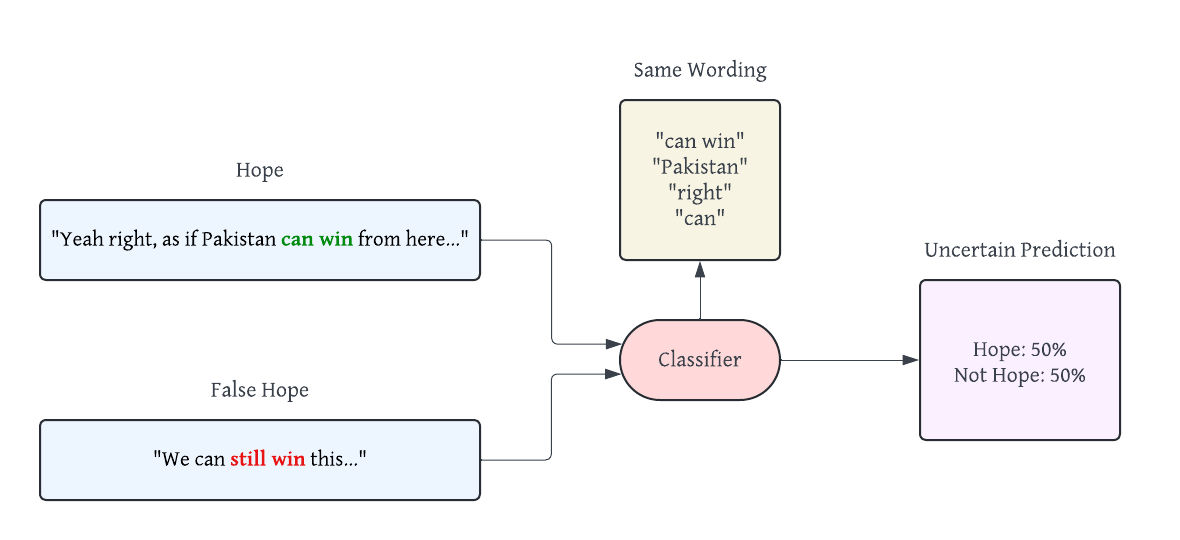 Same Wording
"can win"
"Pakistan"
"right"
"can"
Hope
"Yeah right, as if Pakistan can win from here..."
Uncertain Prediction
Hope: 50%
Not Hope: 50%
Classifier
False Hope
"We can still win this..."